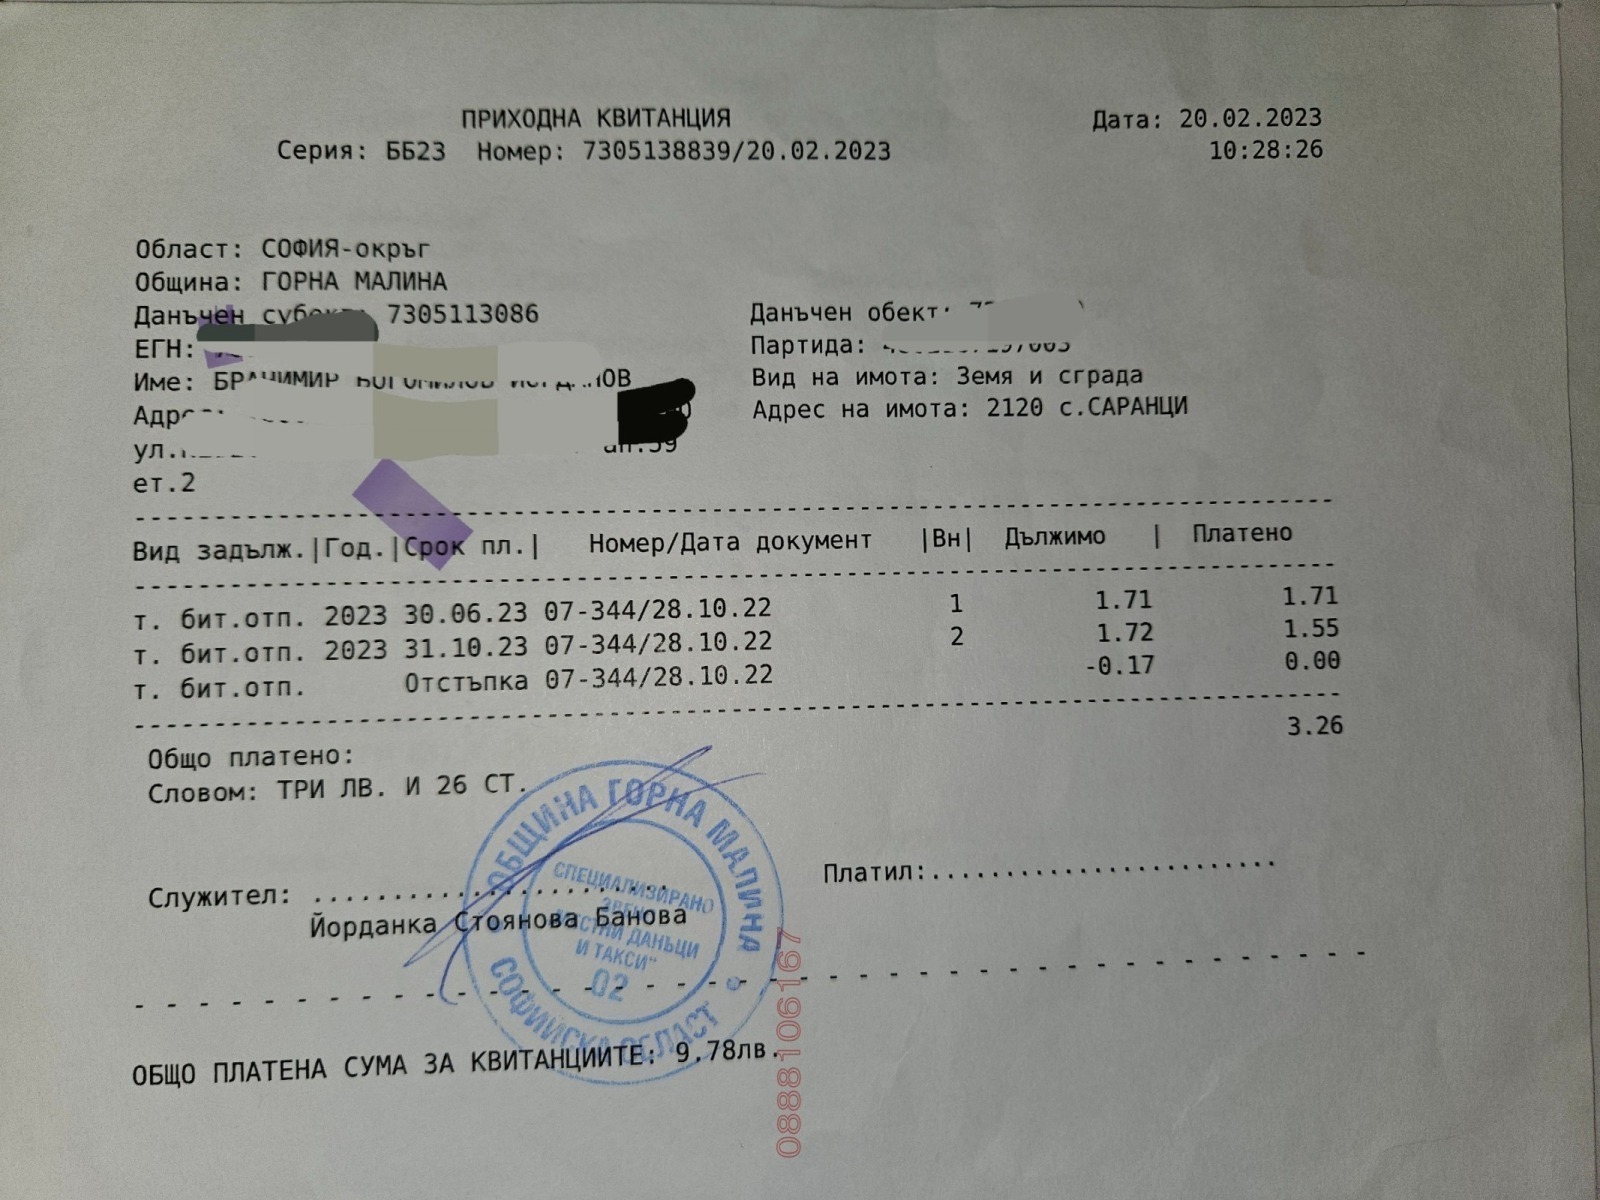 ПРИХОДНА КВИТАНЦИЯ
Дата: 20.02.2023
Серия: ББ23 Номер: 7305138839/20.02.2023
10:28:26
Област: СОФИЯ-окръг
Община: ГОРНА МАЛИНА
Данъчен 7305113086
Данъчен обект:
ЕГН:
Партида:
Име:
Вид на имота: Земя и сграда
Адрес на имота: 2120 с.САРАНЦИ
ул.
ет.2
Вид задълж.|Год.|Срок пл.| Номер/Дата документ |Вн| Дължимо | Платено
т. бит.отп. 2023 30.06.23 07-344/28.10.22 1 1.71 1.71
т. бит.отп. 2023 31.10.23 07-344/28.10.22 2 1.72 1.55
т. бит.отп. Отстъпка 07-344/28.10.22 -0.17 0.00
Общо платено: 3.26
Словом: ТРИ ЛВ. И 26 СТ.
Служител: ......................
Платил:........................
Йорданка Стоянова Банова
ОБЩИНА ГОРНА МАЛИНА
СПЕЦИАЛИЗИРАНО
ЗВЕНО
МЕСТНИ ДАНЪЦИ
И ТАКСИ"
02
СОФИЙСКА ОБЛАСТ
ОБЩО ПЛАТЕНА СУМА ЗА КВИТАНЦИИТЕ: 9.78лв.
0888106167